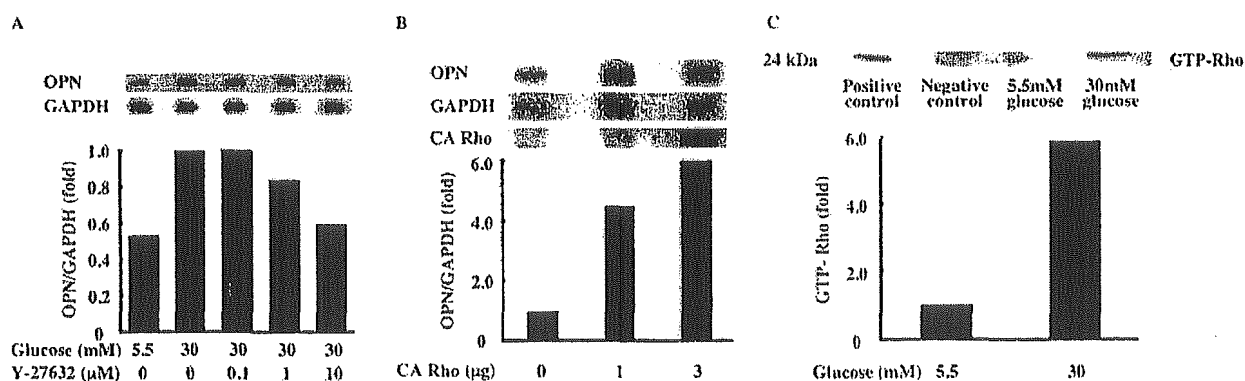 A
OPN
GAPDH
OPN/GAPDH (fold)
1.0
0.8
0.6
0.4
0.2
0
Glucose (mM) 5.5 30 30 30 30
Y-27632 (μM) 0 0 0.1 1 10
B
OPN
GAPDH
CA Rho
OPN/GAPDH (fold)
6.0
4.0
2.0
0
CA Rho (μg) 0 1 3
C
24 kDa
GTP-Rho
Positive control
Negative control
5.5mM glucose
30mM glucose
GTP- Rho (fold)
6.0
4.0
2.0
1.0
0
Glucose (mM) 5.5 30